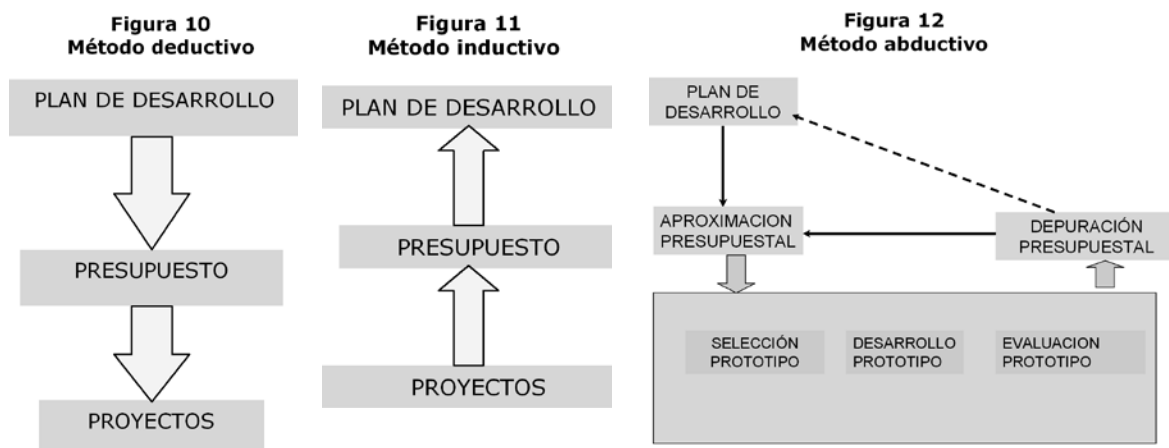 Figura 10
Método deductivo
PLAN DE DESARROLLO
PRESUPUESTO
PROYECTOS
Figura 11
Método inductivo
PLAN DE DESARROLLO
PRESUPUESTO
PROYECTOS
Figura 12
Método abductivo
PLAN DE
DESARROLLO
APROXIMACION
PRESUPUESTAL
DEPURACIÓN
PRESUPUESTAL
SELECCIÓN
PROTOTIPO
DESARROLLO
PROTOTIPO
EVALUACION
PROTOTIPO